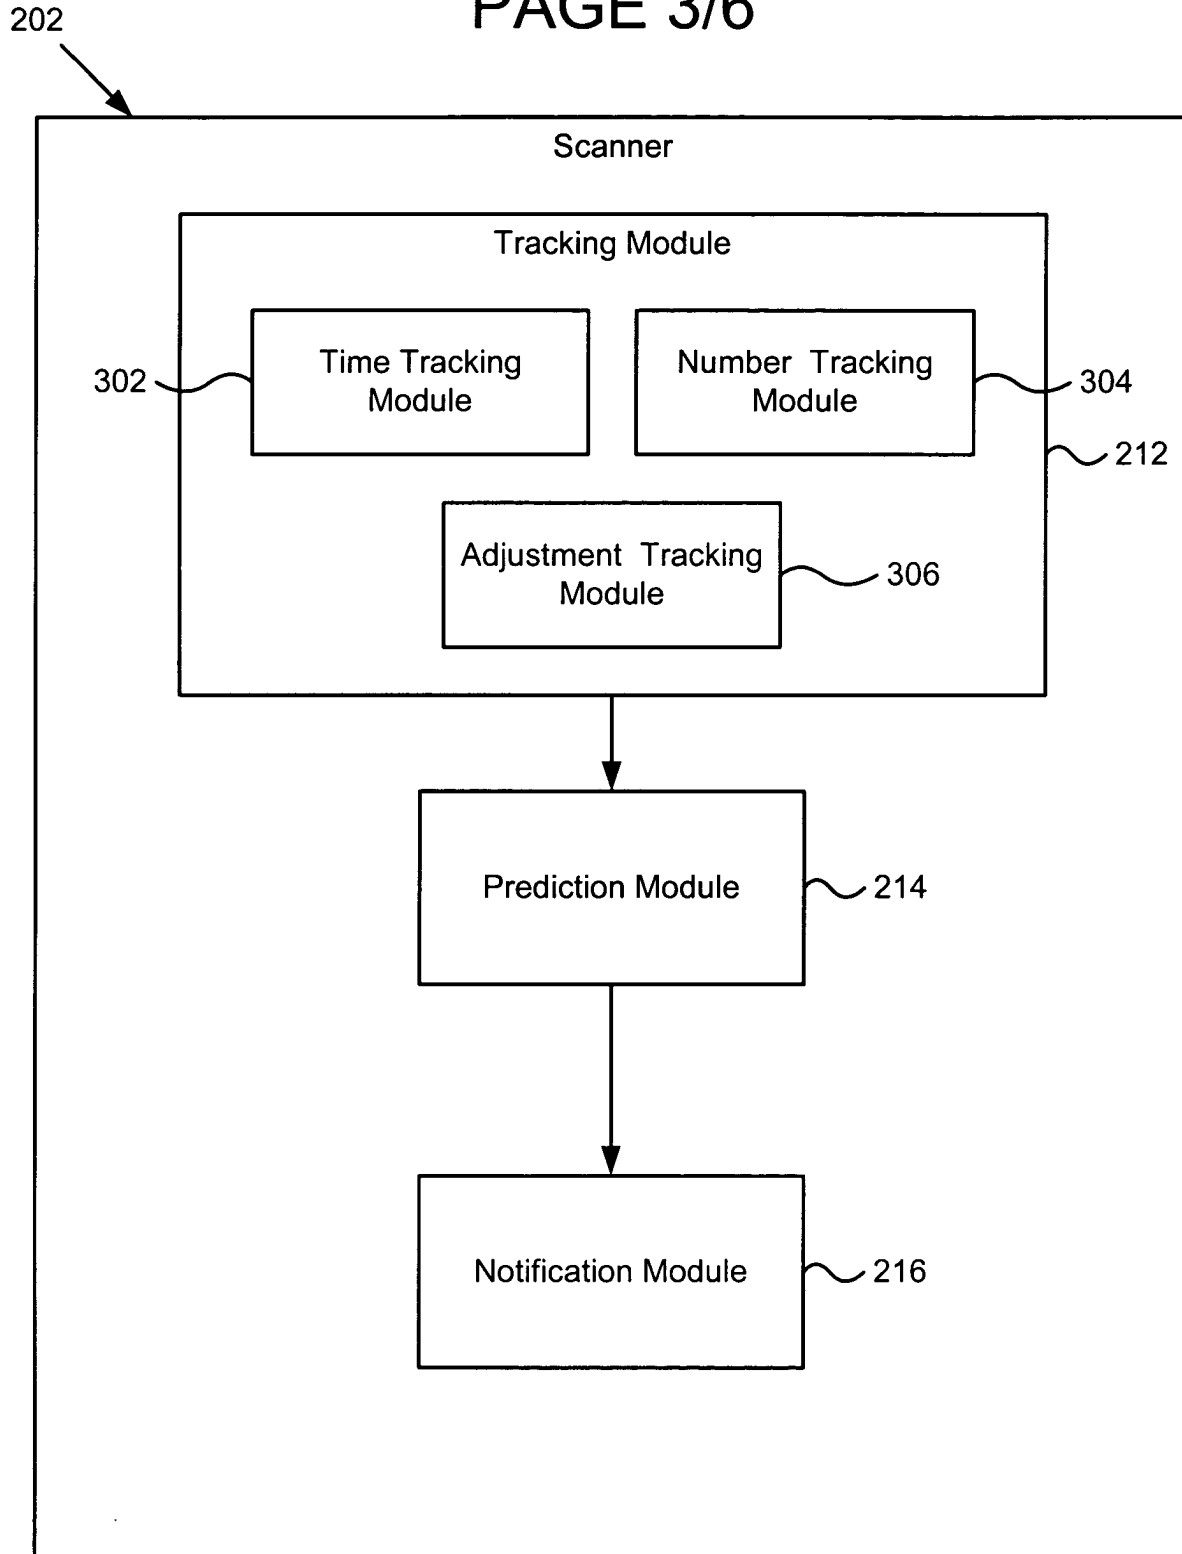 PAGE 3/6
202
Scanner
Tracking Module
Time Tracking
Module
302
Number Tracking
Module
304
212
Adjustment Tracking
Module
306
Prediction Module
214
Notification Module
216